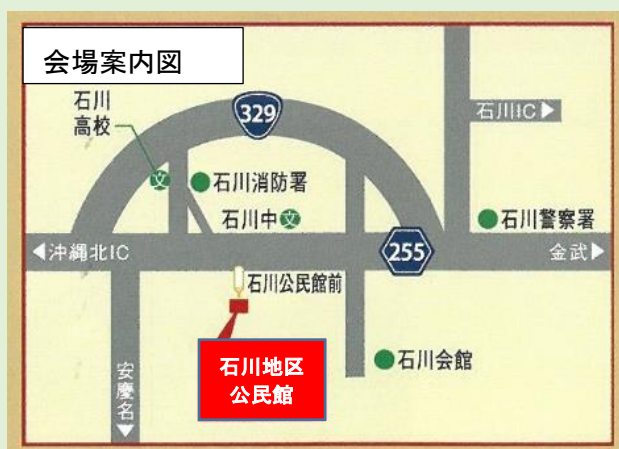 会場案内図
石川
高校
329
石川IC▶
石川消防署
石川中
文
文
石川警察署
◀沖縄北IC
255
金武▶
石川公民館前
石川地区
公民館
石川会館
安慶名▼